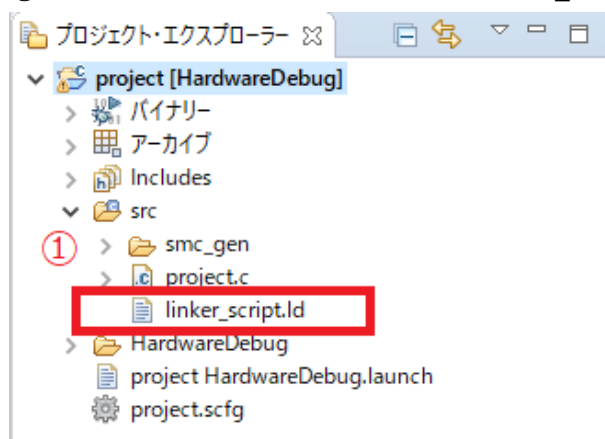 プロジェクト・エクスプローラー
project [HardwareDebug]
バイナリー
アーカイブ
Includes
src
① smc_gen
project.c
linker_script.ld
HardwareDebug
project HardwareDebug.launch
project.scfg